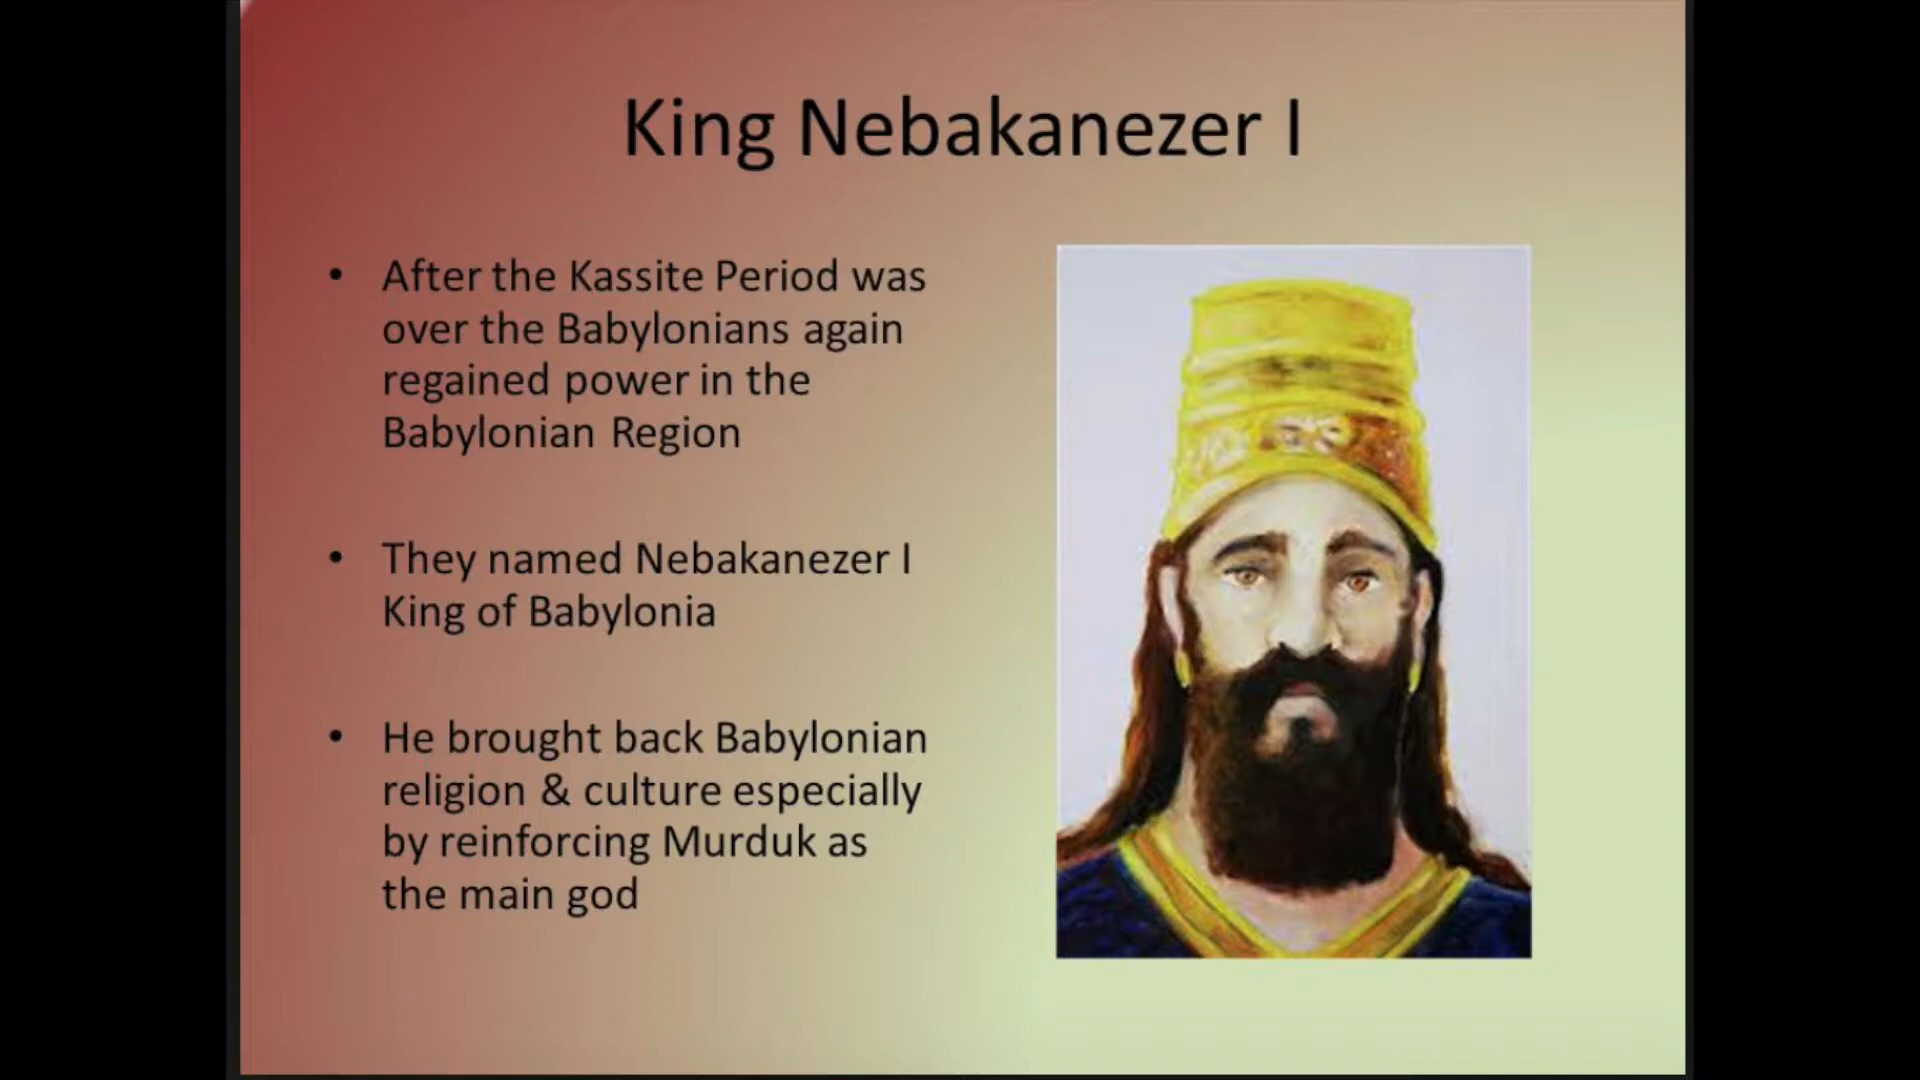 King Nebakanezer I
• After the Kassite Period was
over the Babylonians again
regained power in the
Babylonian Region
• They named Nebakanezer I
King of Babylonia
• He brought back Babylonian
religion & culture especially
by reinforcing Murduk as
the main god